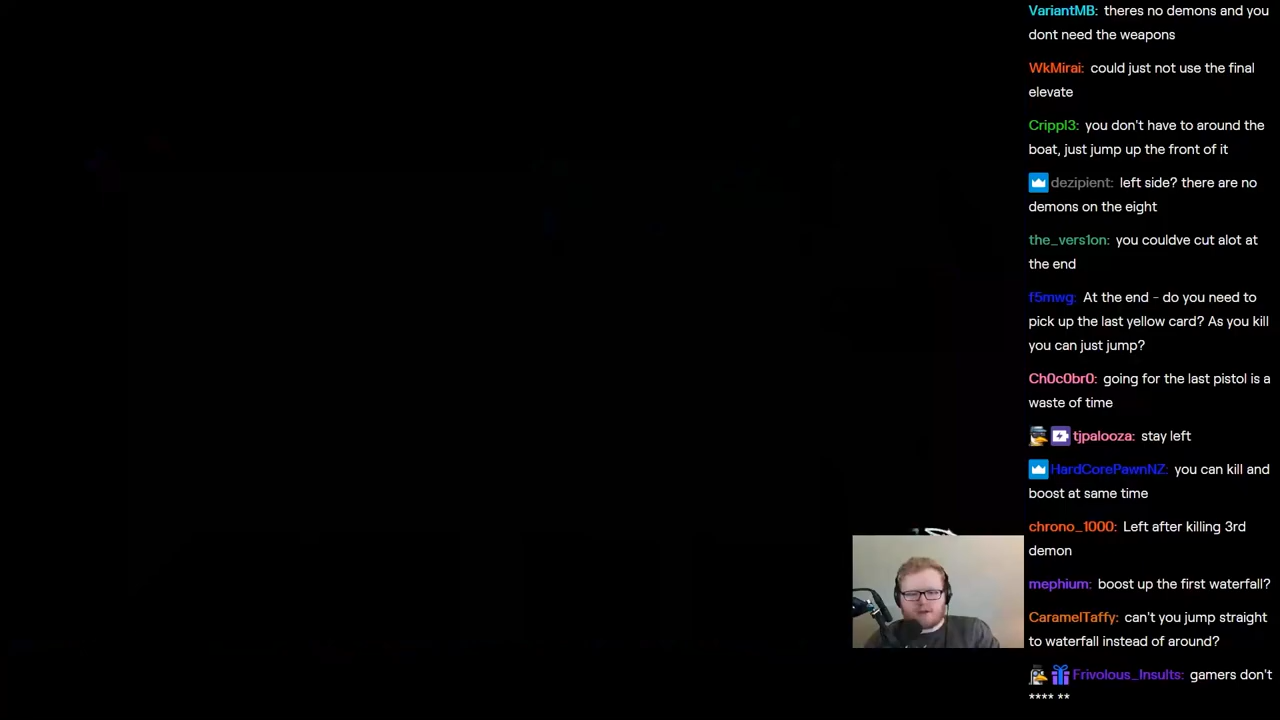 VariantMB: theres no demons and you
dont need the weapons
WkMirai: could just not use the final
elevate
Crippl3: you don't have to around the
boat, just jump up the front of it
dezipient: left side? there are no
demons on the eight
the_vers1on: you couldve cut alot at
the end
f5mwg: At the end - do you need to
pick up the last yellow card? As you kill
you can just jump?
Ch0c0br0: going for the last pistol is a
waste of time
tjpalooza: stay left
HardCorePawnNZ: you can kill and
boost at same time
chrono_1000: Left after killing 3rd
demon
mephium: boost up the first waterfall?
CaramelTaffy: can't you jump straight
to waterfall instead of around?
Frivolous_Insults: gamers don't
**** **